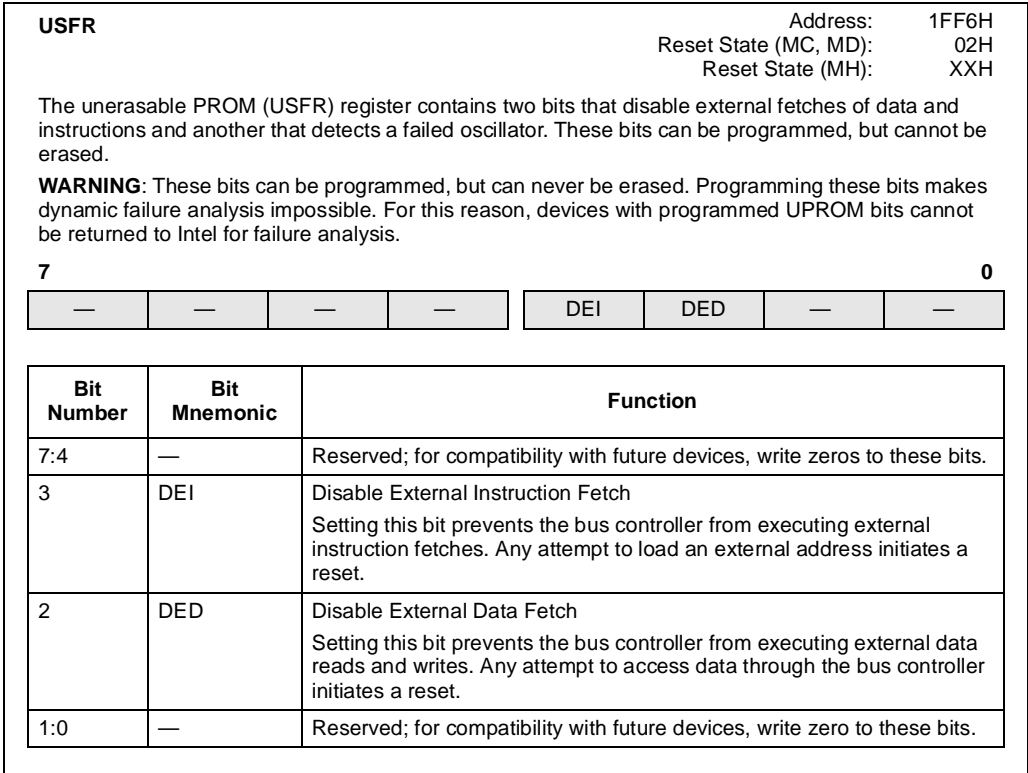 USFR
Address: 1FF6H
Reset State (MC, MD): 02H
Reset State (MH): XXH
The unerasable PROM (USFR) register contains two bits that disable external fetches of data and
instructions and another that detects a failed oscillator. These bits can be programmed, but cannot be
erased.
WARNING: These bits can be programmed, but can never be erased. Programming these bits makes
dynamic failure analysis impossible. For this reason, devices with programmed UPROM bits cannot
be returned to Intel for failure analysis.
7 0
— — — — DEI DED — —
Bit Number Bit Mnemonic Function
7:4 — Reserved; for compatibility with future devices, write zeros to these bits.
3 DEI Disable External Instruction Fetch
Setting this bit prevents the bus controller from executing external
instruction fetches. Any attempt to load an external address initiates a
reset.
2 DED Disable External Data Fetch
Setting this bit prevents the bus controller from executing external data
reads and writes. Any attempt to access data through the bus controller
initiates a reset.
1:0 — Reserved; for compatibility with future devices, write zero to these bits.